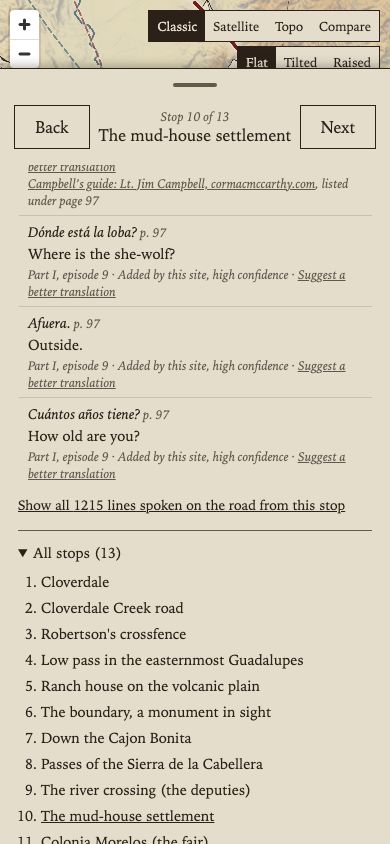 +
−
Classic Satellite Topo Compare
Flat Tilted Raised
Back
Stop 10 of 13
The mud-house settlement
Next
better translation
Campbell's guide: Lt. Jim Campbell, cormacmccarthy.com, listed
under page 97
Dónde está la loba? p. 97
Where is the she-wolf?
Part I, episode 9 · Added by this site, high confidence · Suggest a
better translation
Afuera. p. 97
Outside.
Part I, episode 9 · Added by this site, high confidence · Suggest a
better translation
Cuántos años tiene? p. 97
How old are you?
Part I, episode 9 · Added by this site, high confidence · Suggest a
better translation
Show all 1215 lines spoken on the road from this stop
▼ All stops (13)
1. Cloverdale
2. Cloverdale Creek road
3. Robertson's crossfence
4. Low pass in the easternmost Guadalupes
5. Ranch house on the volcanic plain
6. The boundary, a monument in sight
7. Down the Cajon Bonita
8. Passes of the Sierra de la Cabellera
9. The river crossing (the deputies)
10. The mud-house settlement
11. Colonia Morelos (the fair)